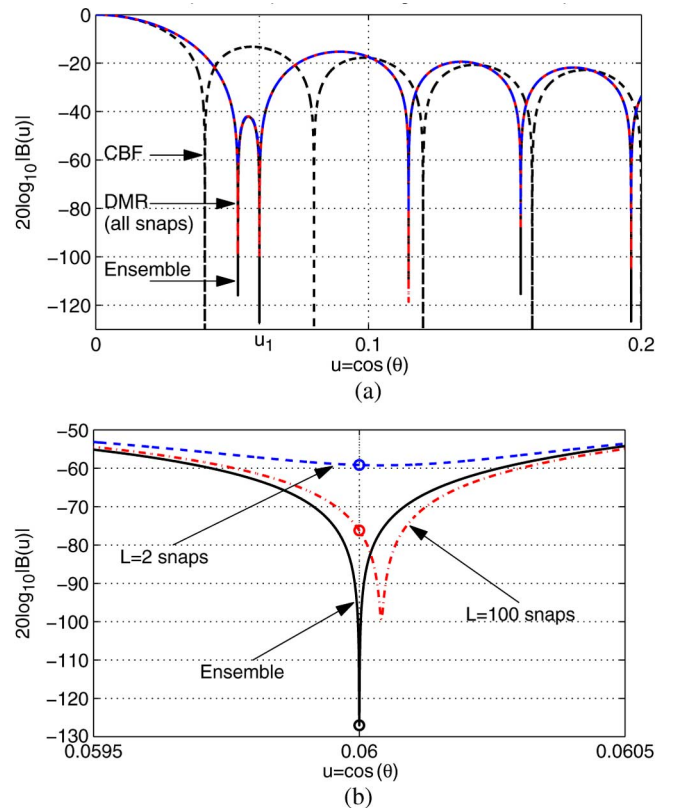 0
−20
−40
−60
−80
−100
−120
20log10|B(u)|
CBF
DMR
(all snaps)
Ensemble
0
u1
0.1
0.2
u=cos(θ)
(a)
−50
−60
−70
−80
−90
−100
−110
−120
−130
20log10|B(u)|
L=2 snaps
L=100 snaps
Ensemble
0.0595
0.06
0.0605
u=cos(θ)
(b)